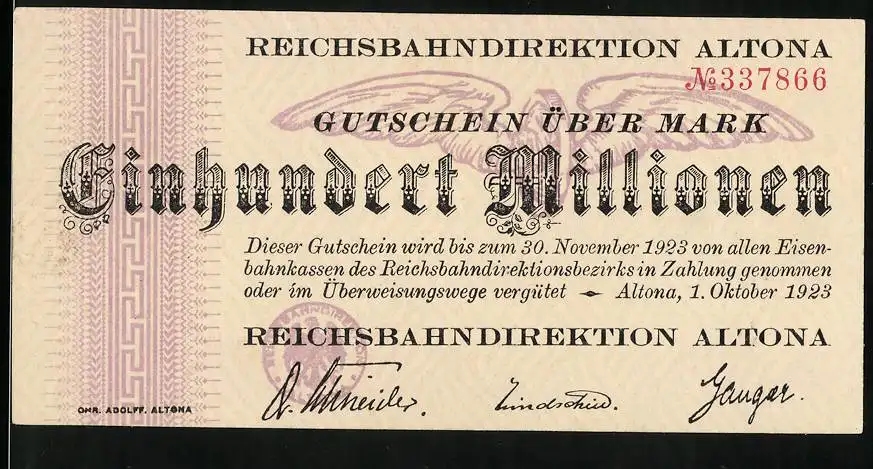 REICHSBAHNDIREKTION ALTONA
№337866
GUTSCHEIN ÜBER MARK
Einhundert Millionen
Dieser Gutschein wird bis zum 30. November 1923 von allen Eisen-
bahnkassen des Reichsbahndirektionsbezirks in Zahlung genommen
oder im Überweisungswege vergütet - Altona, 1. Oktober 1923
REICHSBAHNDIREKTION ALTONA
CHR. ADOLFF. ALTONA